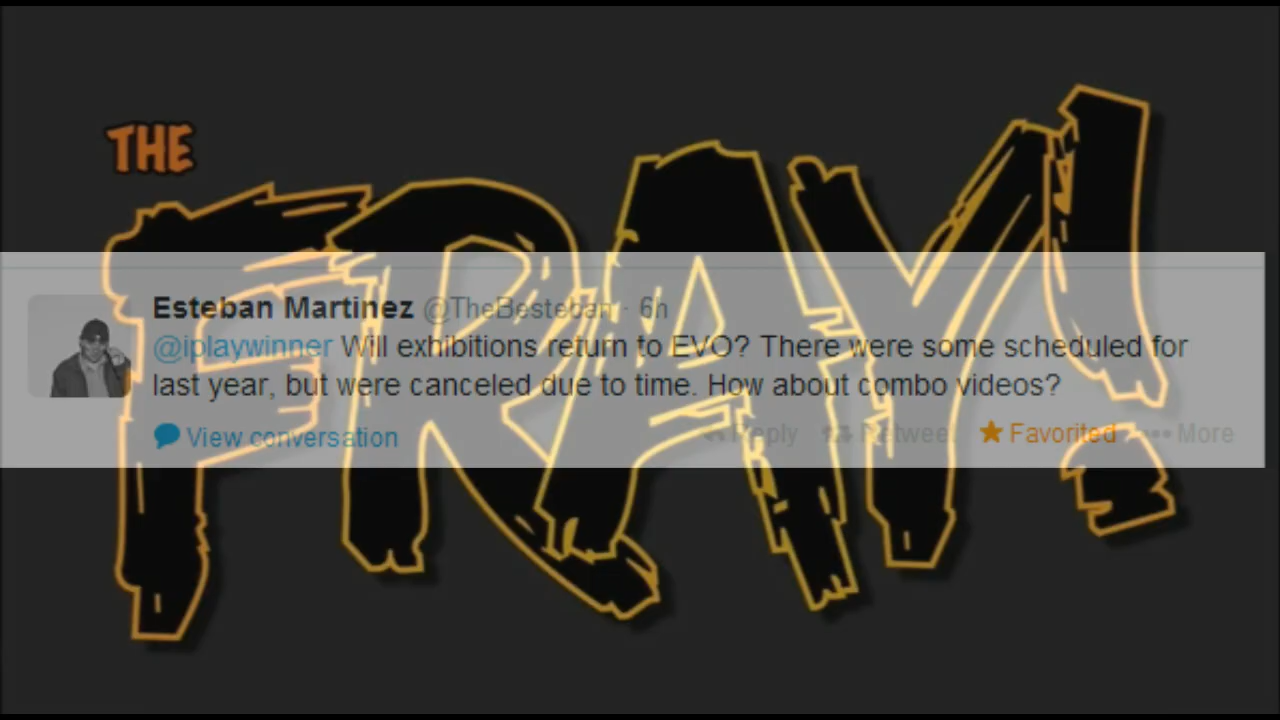 THE
FRAY!
Esteban Martinez @TheBesteban · 6h
@iplaywinner Will exhibitions return to EVO? There were some scheduled for
last year, but were canceled due to time. How about combo videos?
View conversation Reply Retweet Favorited ••• More